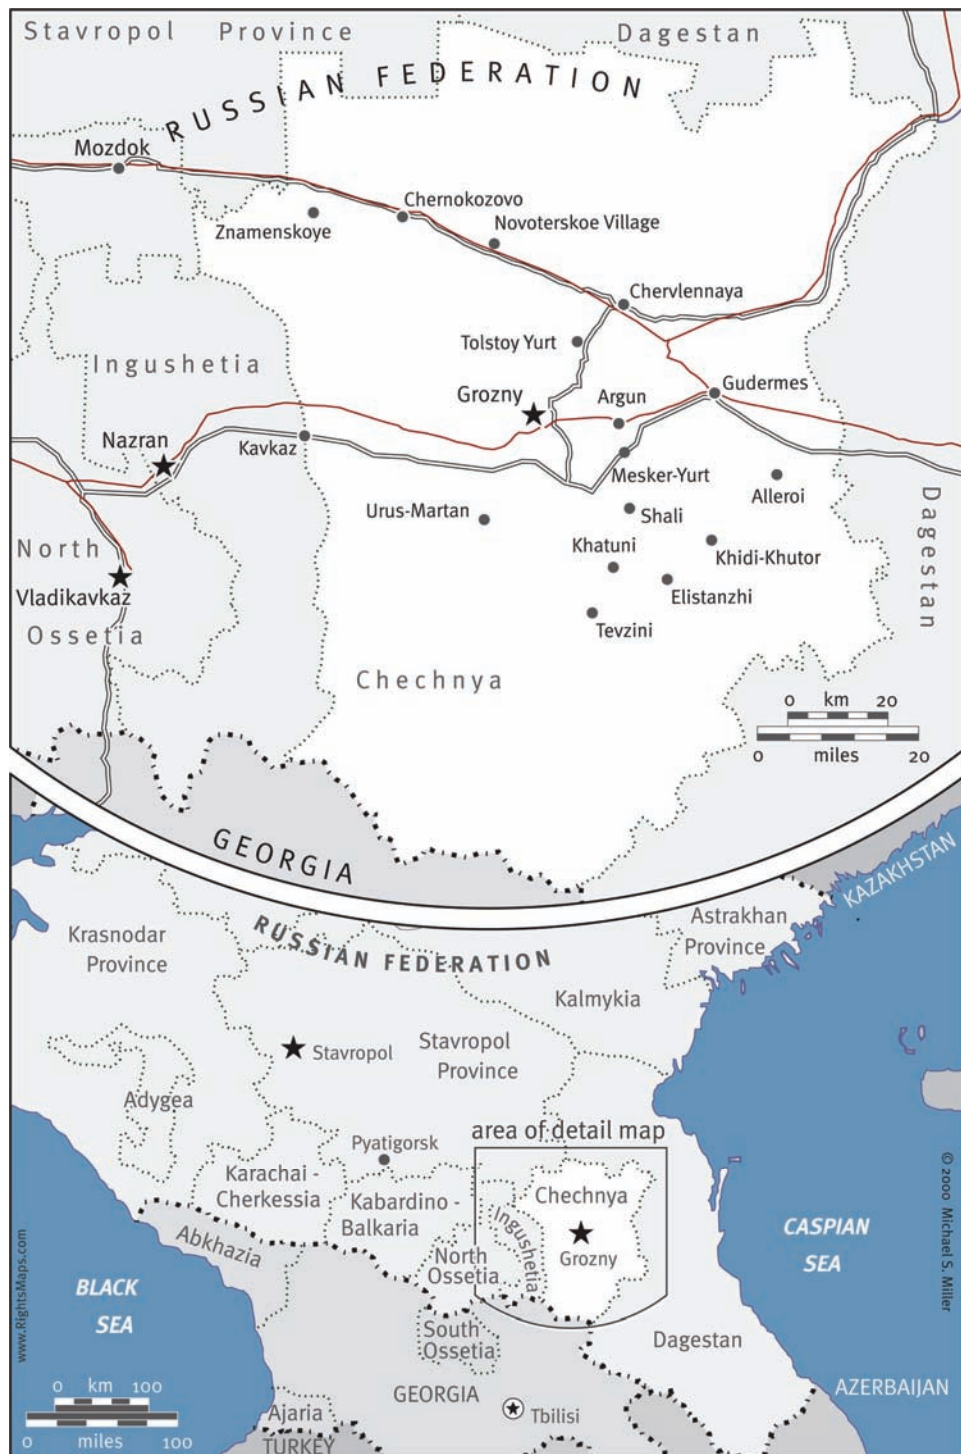 Stavropol Province
Dagestan
RUSSIAN FEDERATION
Mozdok
Chernokozovo
Znamenskoye
Novoterskoe Village
Chervlennaya
Tolstoy Yurt
Ingushetia
Grozny
Argun
Gudermes
Nazran
Kavkaz
Mesker-Yurt
Alleroi
Urus-Martan
Shali
Dagestan
North
Ossetia
Khatuni
Khidi-Khutor
Vladikavkaz
Elistanzhi
Tevzini
Chechnya
0 km 20
0 miles 20
GEORGIA
KAZAKHSTAN
RUSSIAN FEDERATION
Astrakhan
Province
Krasnodar
Province
Kalmykia
Stavropol
Stavropol
Province
Adygea
area of detail map
Pyatigorsk
Karachai -
Cherkessia
Kabardino -
Balkaria
Chechnya
Ingushetia
Grozny
Abkhazia
North
Ossetia
CASPIAN
SEA
© 2000 Michael S. Miller
www.RightsMaps.com
BLACK
SEA
South
Ossetia
Dagestan
GEORGIA
AZERBAIJAN
0 km 100
0 miles 100
Ajaria
Tbilisi
TURKEY